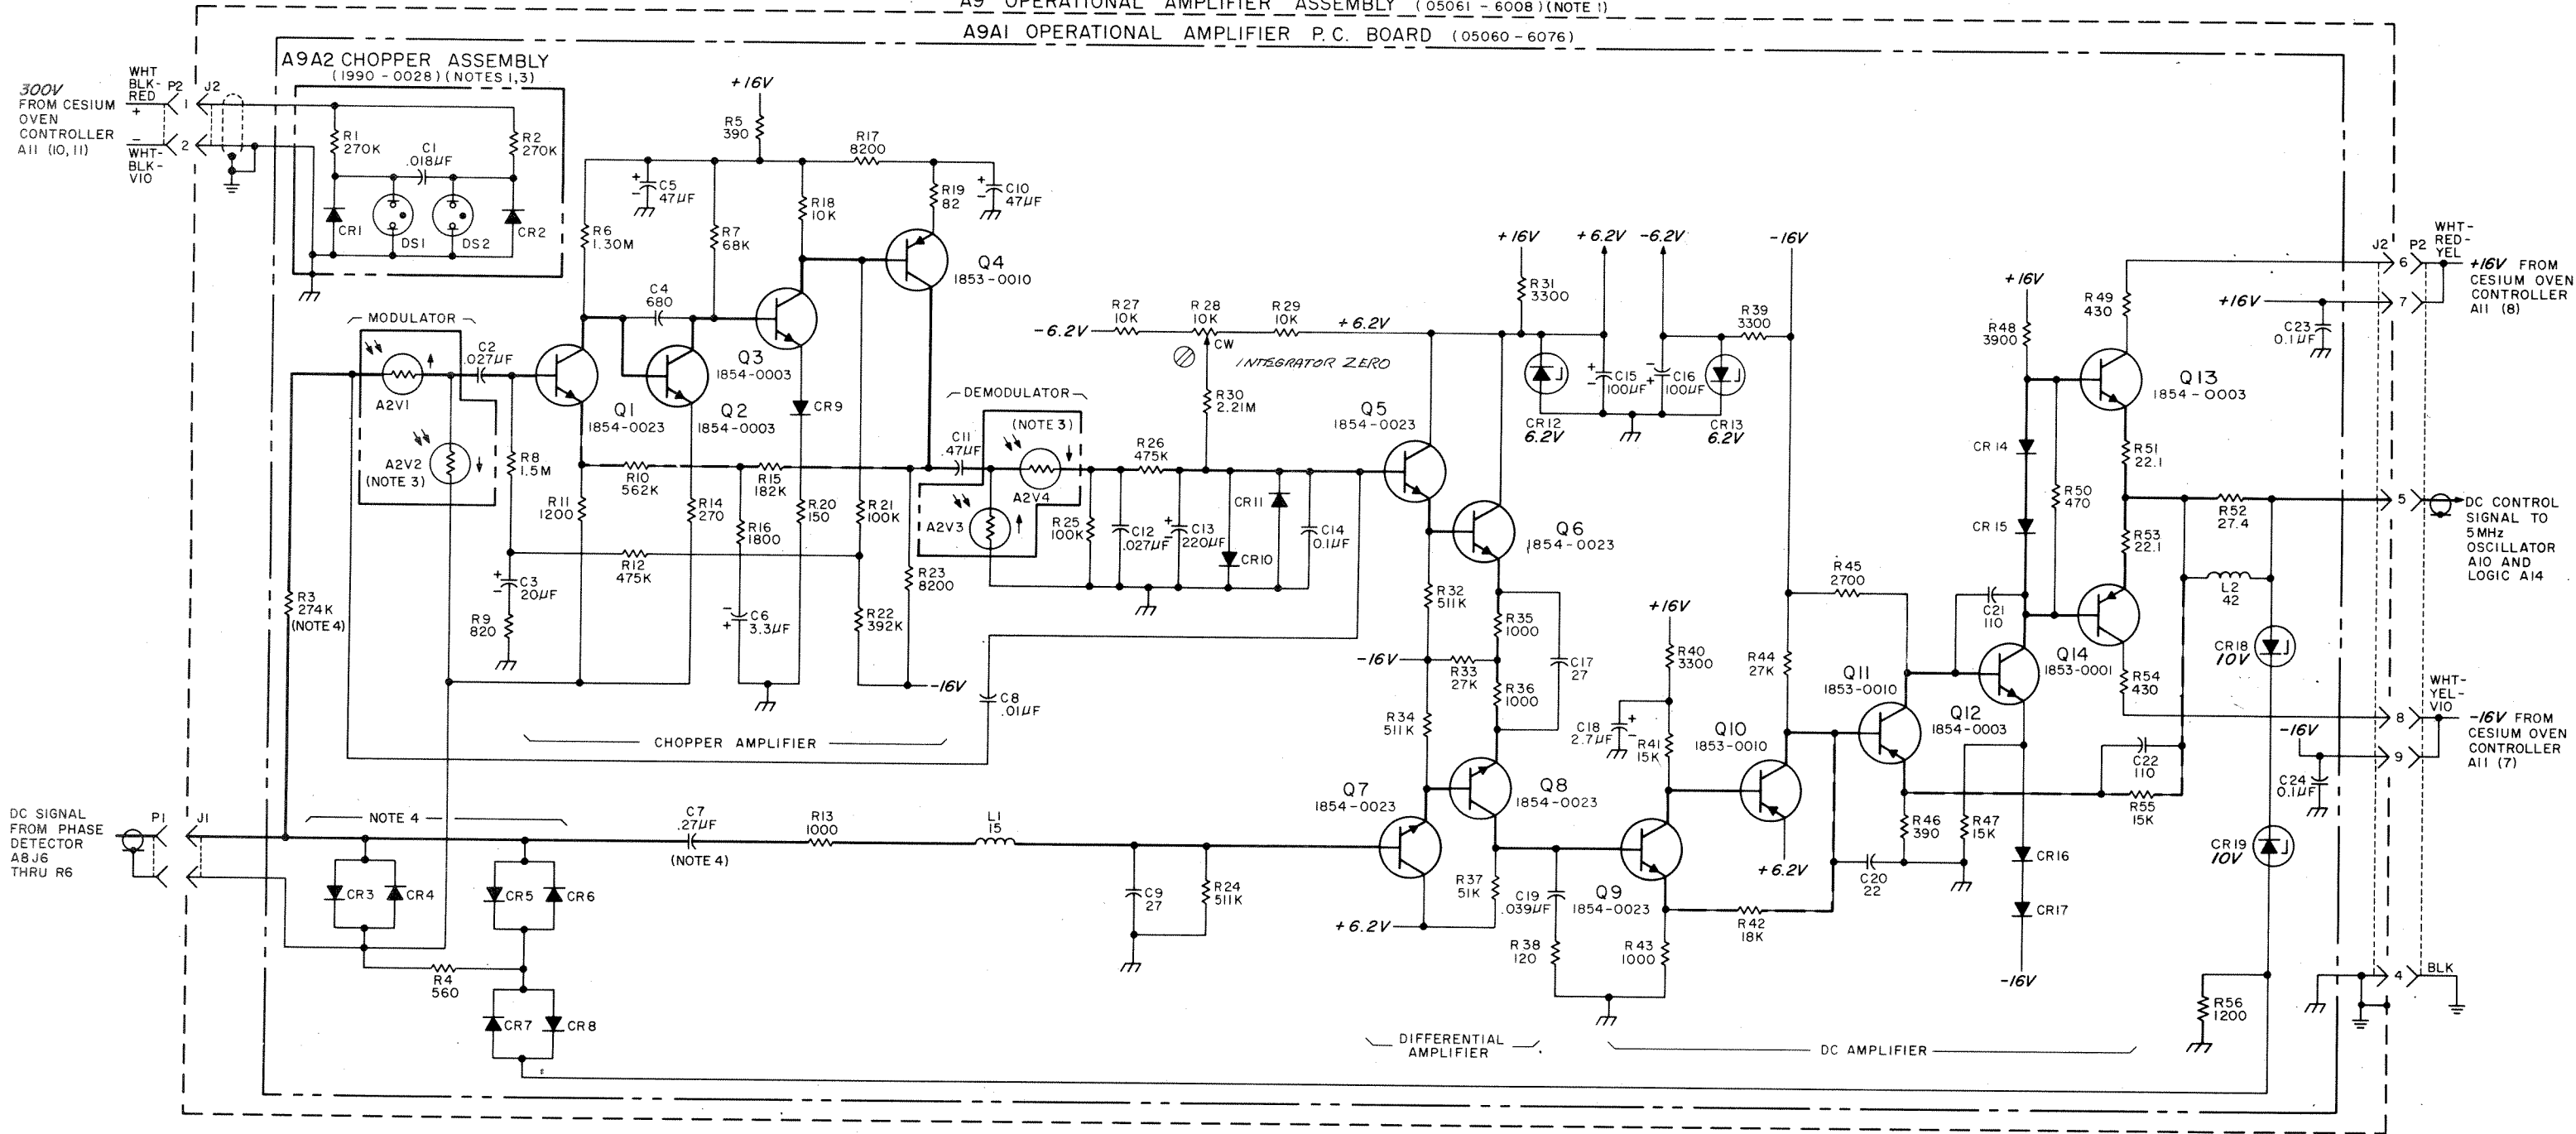 A9 OPERATIONAL AMPLIFIER ASSEMBLY (05061-6008)(NOTE 1)
A9A1 OPERATIONAL AMPLIFIER P.C. BOARD (05060-6076)
A9A2 CHOPPER ASSEMBLY
(1990-0028)(NOTES 1,3)
300V
FROM CESIUM
OVEN
CONTROLLER
A11 (10,11)
WHT
BLK-
RED
P2
J2
1
+
-
2
WHT-
BLK-
VIO
R1
270K
C1
.018µF
R2
270K
CR1
DS1
DS2
CR2
+16V
R5
390
R17
8200
C5
47µF
R18
10K
R19
82
C10
47µF
R6
1.30M
R7
68K
Q4
1853-0010
C4
680
Q3
1854-0003
MODULATOR
C2
.027µF
A2V1
A2V2
(NOTE 3)
Q1
1854-0023
Q2
1854-0003
CR9
R8
1.5M
R10
562K
R15
182K
R11
1200
R14
270
R16
1800
R20
150
R21
100K
R12
475K
R3
274K
(NOTE 4)
C3
20µF
R9
820
C6
3.3µF
R22
392K
R23
8200
-16V
C8
.01µF
CHOPPER AMPLIFIER
DEMODULATOR
(NOTE 3)
C11
.47µF
A2V4
A2V3
R25
100K
R26
475K
C12
.027µF
C13
220µF
CR11
CR10
C14
0.1µF
-6.2V
R27
10K
R28
10K
CW
R29
10K
+6.2V
INTEGRATOR ZERO
R30
2.21M
+16V
+6.2V
-6.2V
-16V
R31
3300
R39
3300
C15
100µF
C16
100µF
CR12
6.2V
CR13
6.2V
Q5
1854-0023
Q6
1854-0023
R32
511K
R35
1000
-16V
R33
27K
C17
27
R34
511K
R36
1000
Q7
1854-0023
Q8
1854-0023
+6.2V
R37
51K
C19
.039µF
R38
120
+16V
R40
3300
C18
2.7µF
R41
15K
Q9
1854-0023
R43
1000
R42
18K
Q10
1853-0010
+6.2V
R44
27K
R45
2700
Q11
1853-0010
C20
22
R46
390
R47
15K
C21
110
Q12
1854-0003
CR16
CR17
-16V
+16V
R48
3900
CR14
CR15
R50
470
R49
430
Q13
1854-0003
R51
22.1
R53
22.1
R52
27.4
L2
42
Q14
1853-0001
R54
430
C22
110
R55
15K
CR18
10V
CR19
10V
R56
1200
J2
P2
WHT-
RED-
YEL
6
+16V FROM
CESIUM OVEN
CONTROLLER
A11 (8)
+16V
7
C23
0.1µF
5
DC CONTROL
SIGNAL TO
5MHz
OSCILLATOR
A10 AND
LOGIC A14
WHT-
YEL-
VIO
8
-16V FROM
CESIUM OVEN
CONTROLLER
A11 (7)
-16V
9
C24
0.1µF
4
BLK
DC SIGNAL
FROM PHASE
DETECTOR
A8J6
THRU R6
P1
J1
NOTE 4
CR3
CR4
CR5
CR6
R4
560
CR7
CR8
C7
.27µF
(NOTE 4)
R13
1000
L1
15
C9
27
R24
511K
DIFFERENTIAL
AMPLIFIER
DC AMPLIFIER